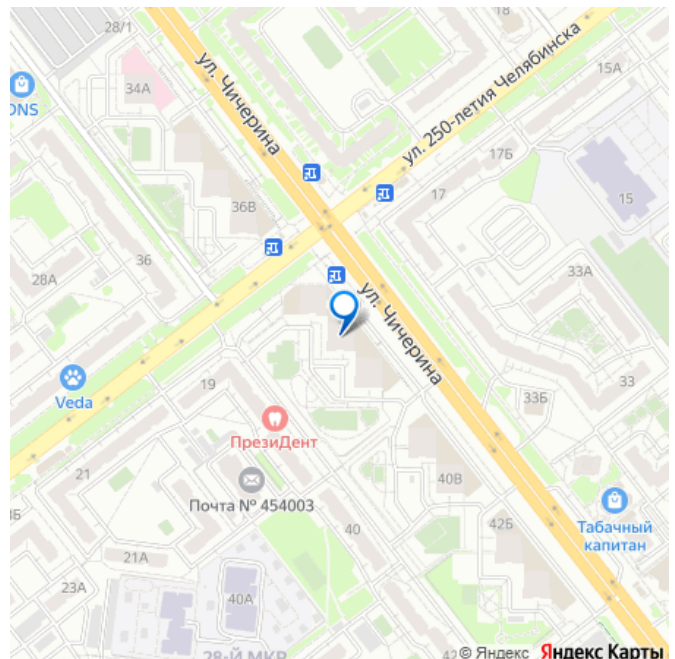 28/1
18
ул. 250-летия Челябинска
15А
34А
ул. Чичерина
DNS
17Б
17
15
36В
36
28А
33А
ул. Чичерина
19
33
33Б
Veda
ПрезиДент
21
40В
Почта № 454003
40
42Б
Табачный
капитан
21А
23А
40А
28-Й МКР
42
© Яндекс Яндекс Карты